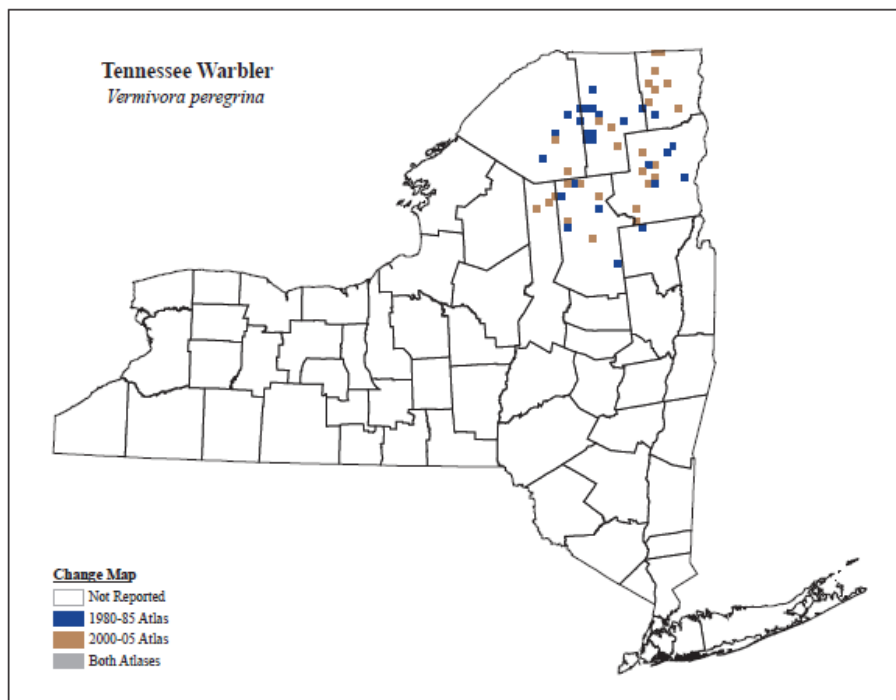 Tennessee Warbler
Vermivora peregrina
Change Map
Not Reported
1980-85 Atlas
2000-05 Atlas
Both Atlases